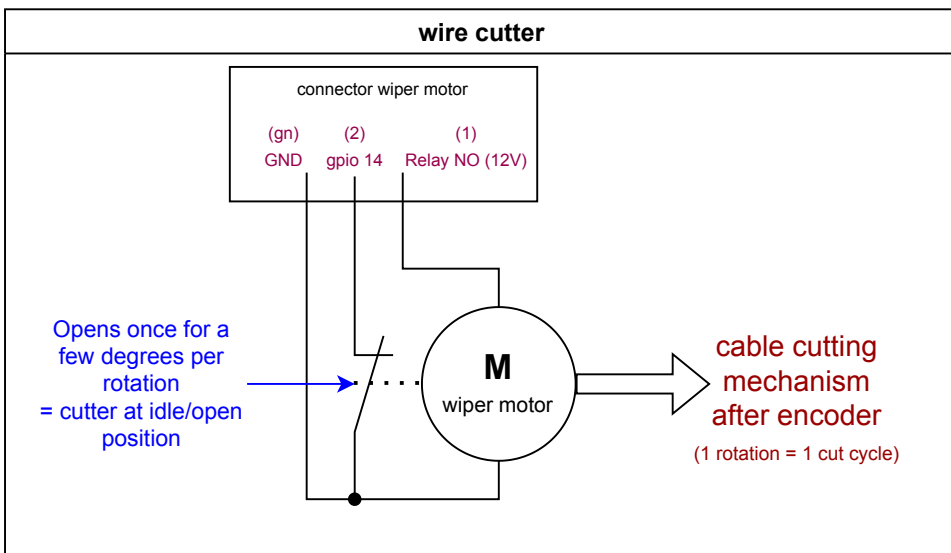 wire cutter
connector wiper motor
(gn) (2) (1)
GND gpio 14 Relay NO (12V)
Opens once for a
few degrees per
rotation
= cutter at idle/open
position
M
wiper motor
cable cutting
mechanism
after encoder
(1 rotation = 1 cut cycle)